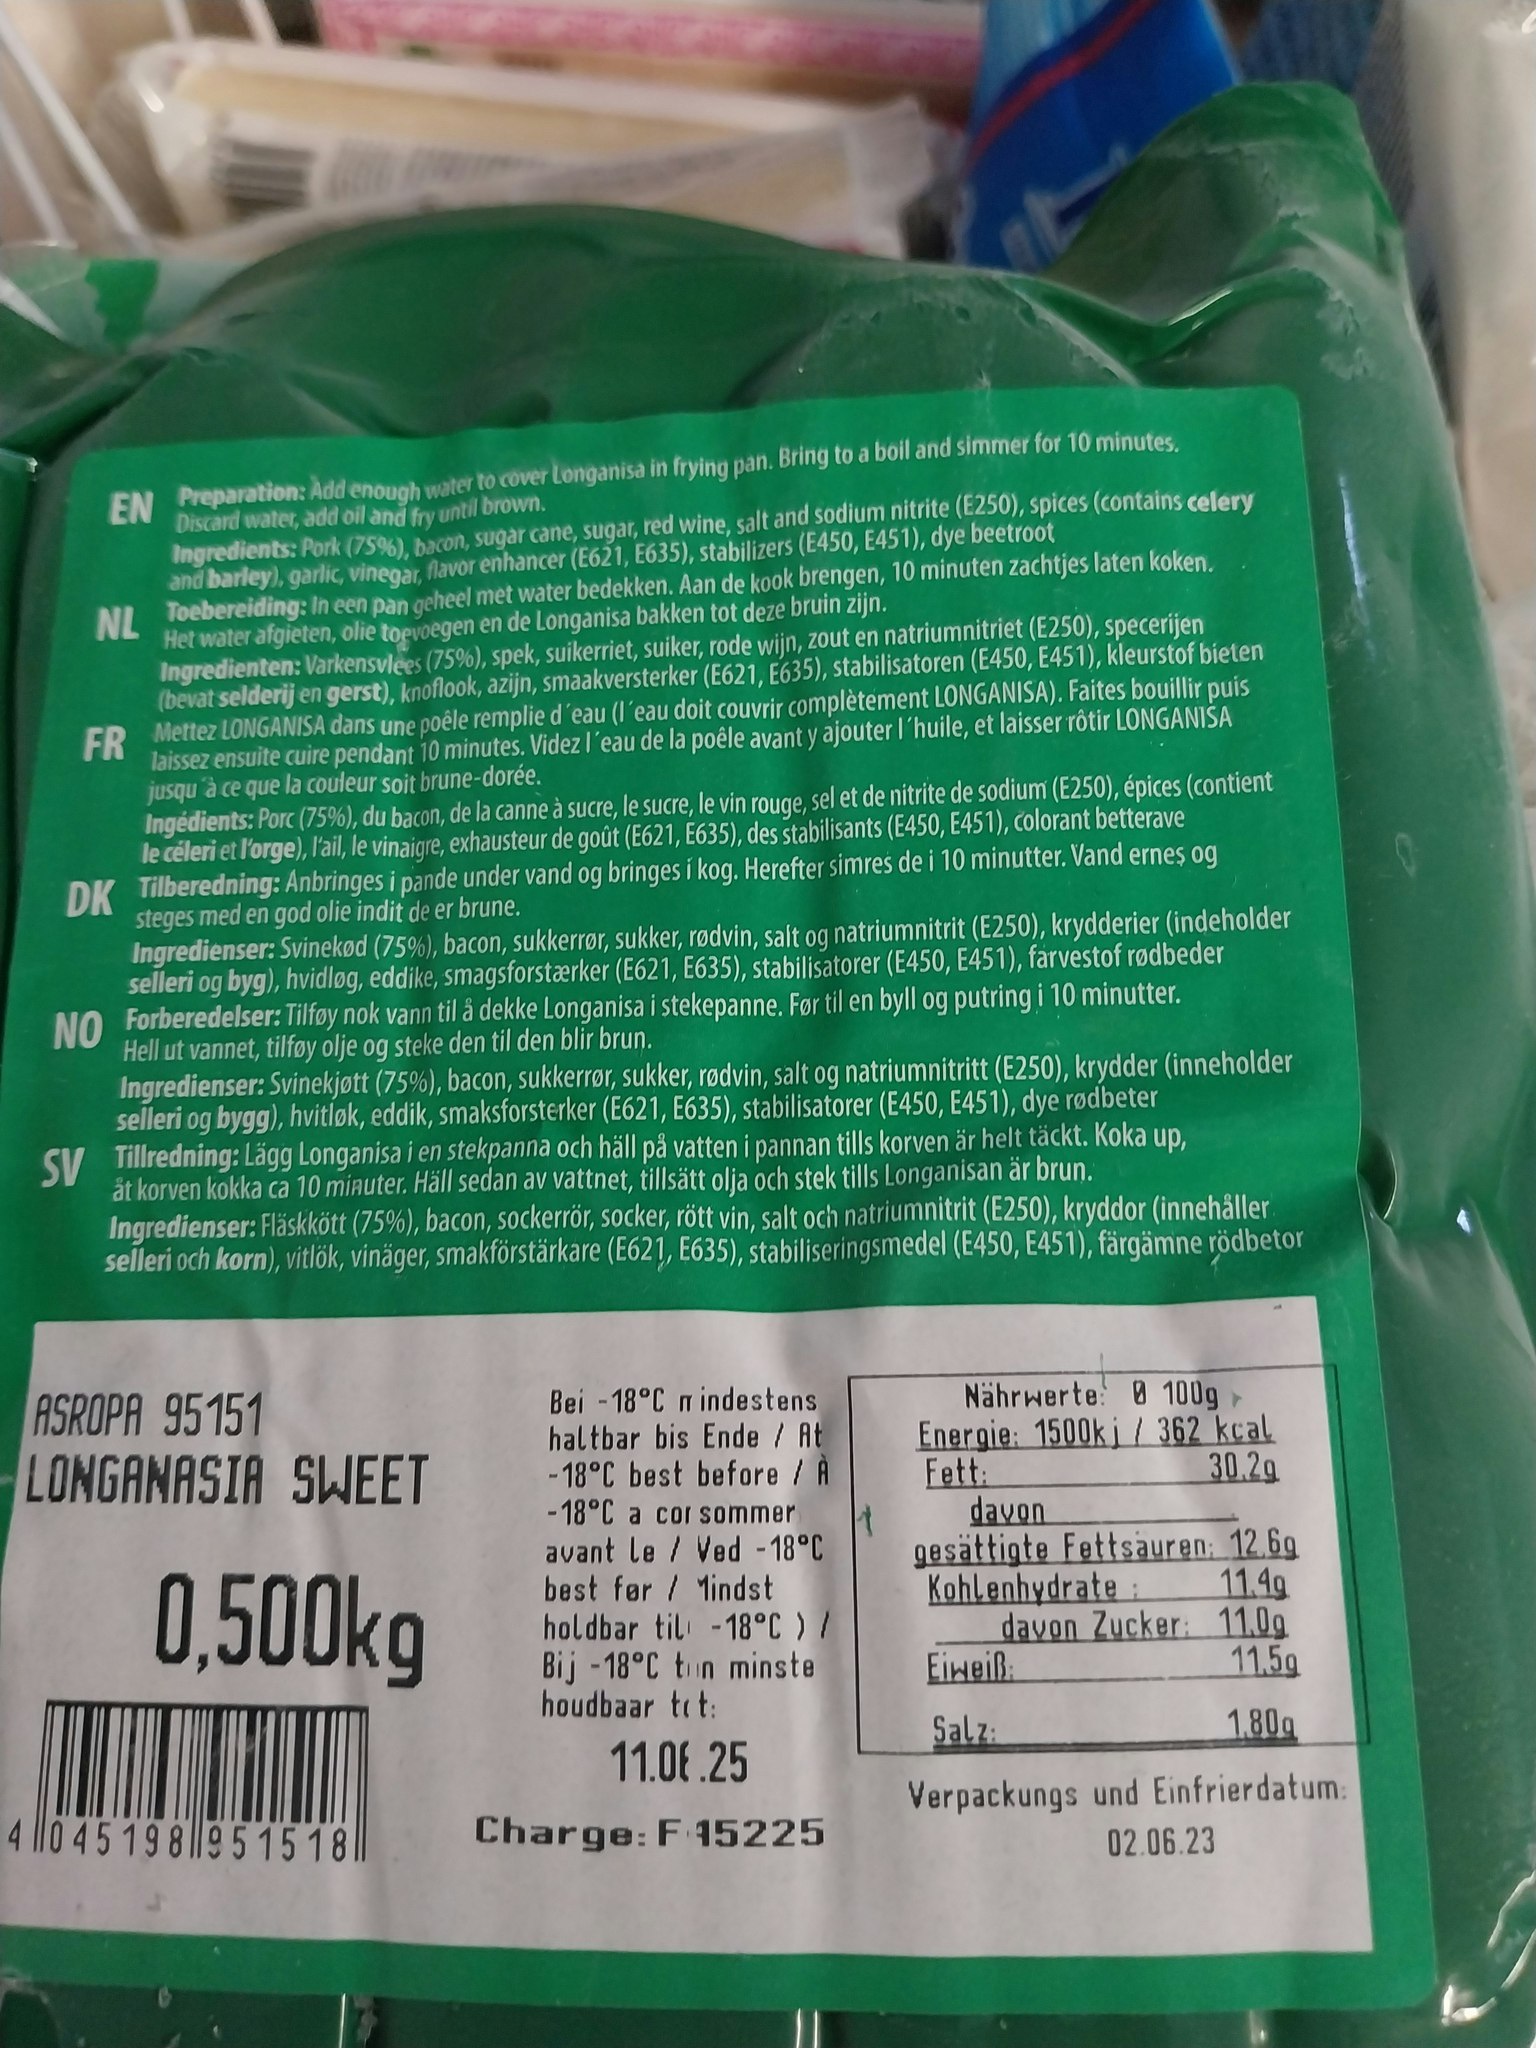 EN
Preparation: Add enough water to cover Longanisa in frying pan. Bring to a boil and simmer for 10 minutes.
Discard water, add oil and fry until brown.
Ingredients: Pork (75%), bacon, sugar cane, sugar, red wine, salt and sodium nitrite (E250), spices (contains celery
and barley), garlic, vinegar, flavor enhancer (E621, E635), stabilizers (E450, E451), dye beetroot
NL
Toebereiding: In een pan geheel met water bedekken. Aan de kook brengen, 10 minuten zachtjes laten koken.
Het water afgieten, olie toevoegen en de Longanisa bakken tot deze bruin zijn.
Ingredienten: Varkensvlees (75%), spek, suikerriet, suiker, rode wijn, zout en natriumnitriet (E250), specerijen
(bevat selderij en gerst), knoflook, azijn, smaakversterker (E621, E635), stabilisatoren (E450, E451), kleurstof bieten
FR
Mettez LONGANISA dans une poêle remplie d´eau (l´eau doit couvrir complètement LONGANISA). Faites bouillir puis
laissez ensuite cuire pendant 10 minutes. Videz l´eau de la poêle avant y ajouter l´huile, et laisser rôtir LONGANISA
jusqu´à ce que la couleur soit brune-dorée.
Ingédients: Porc (75%), du bacon, de la canne à sucre, le sucre, le vin rouge, sel et de nitrite de sodium (E250), épices (contient
le céleri et l'orge), l'ail, le vinaigre, exhausteur de goût (E621, E635), des stabilisants (E450, E451), colorant betterave
DK
Tilberedning: Anbringes i pande under vand og bringes i kog. Herefter simres de i 10 minutter. Vand ernes og
steges med en god olie indit de er brune.
Ingredienser: Svinekød (75%), bacon, sukkerrør, sukker, rødvin, salt og natriumnitrit (E250), krydderier (indeholder
selleri og byg), hvidløg, eddike, smagsforstærker (E621, E635), stabilisatorer (E450, E451), farvestof rødbeder
NO
Forberedelser: Tilføy nok vann til å dekke Longanisa i stekepanne. Før til en byll og putring i 10 minutter.
Hell ut vannet, tilføy olje og steke den til den blir brun.
Ingredienser: Svinekjøtt (75%), bacon, sukkerrør, sukker, rødvin, salt og natriumnitritt (E250), krydder (inneholder
selleri og bygg), hvitløk, eddik, smaksforsterker (E621, E635), stabilisatorer (E450, E451), dye rødbeter
SV
Tillredning: Lägg Longanisa i en stekpanna och häll på vatten i pannan tills korven är helt täckt. Koka up,
åt korven kokka ca 10 minuter. Häll sedan av vattnet, tillsätt olja och stek tills Longanisan är brun.
Ingredienser: Fläskkött (75%), bacon, sockerrör, socker, rött vin, salt och natriumnitrit (E250), kryddor (innehåller
selleri och korn), vitlök, vinäger, smakförstärkare (E621, E635), stabiliseringsmedel (E450, E451), färgämne rödbetor
ASROPA 95151
LONGANASIA SWEET
0,500kg
4 045198 951518
Bei -18°C mindestens
haltbar bis Ende / At
-18°C best before / À
-18°C a consommer
avant le / Ved -18°C
best før / Mindst
holdbar til -18°C ) /
Bij -18°C ten minste
houdbaar tot:
11.06.25
Charge: F 15225
Nährwerte: Ø 100g
Energie: 1500kj / 362 kcal
Fett: 30,2g
davon
gesättigte Fettsäuren: 12,6g
Kohlenhydrate : 11,4g
davon Zucker: 11,0g
Eiweiß: 11,5g
Salz: 1,80g
Verpackungs und Einfrierdatum:
02.06.23